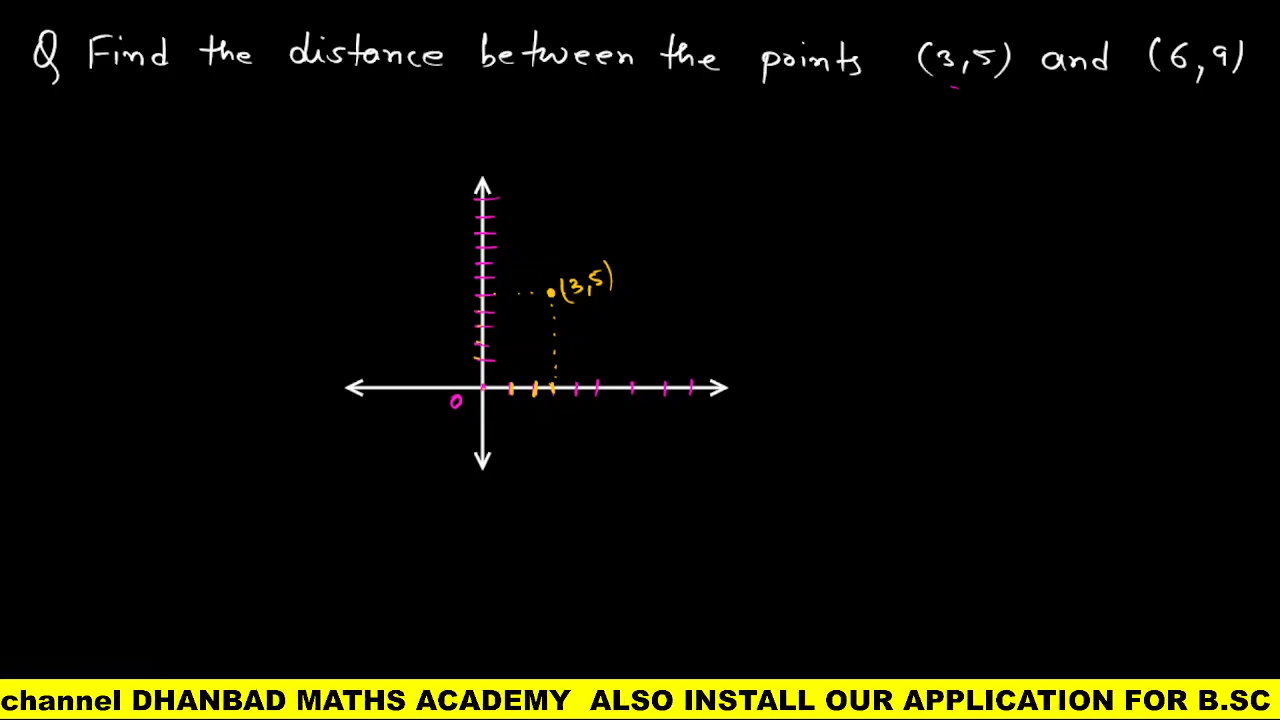 Q Find the distance between the points (3,5) and (6,9)
(3,5)
0
channel DHANBAD MATHS ACADEMY ALSO INSTALL OUR APPLICATION FOR B.SC